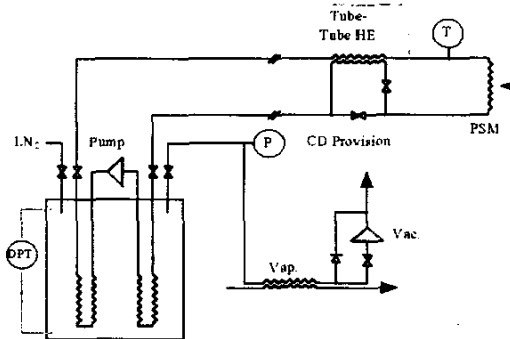 Tube-
Tube HE
T
LN₂
Pump
P
CD Provision
PSM
DPT
Vap.
Vac.